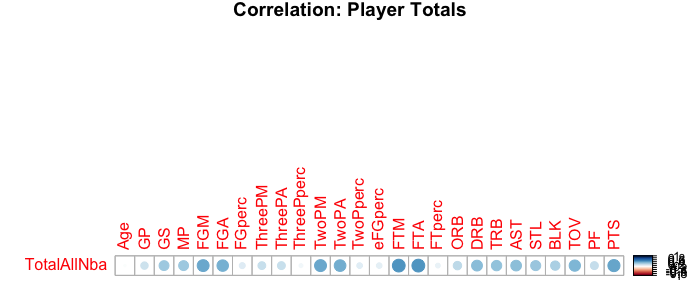 Correlation: Player Totals
Age
GP
GS
MP
FGM
FGA
FGperc
ThreePM
ThreePA
ThreePperc
TwoPM
TwoPA
TwoPperc
eFGperc
FTM
FTA
FTperc
ORB
DRB
TRB
AST
STL
BLK
TOV
PF
PTS
TotalAllNba